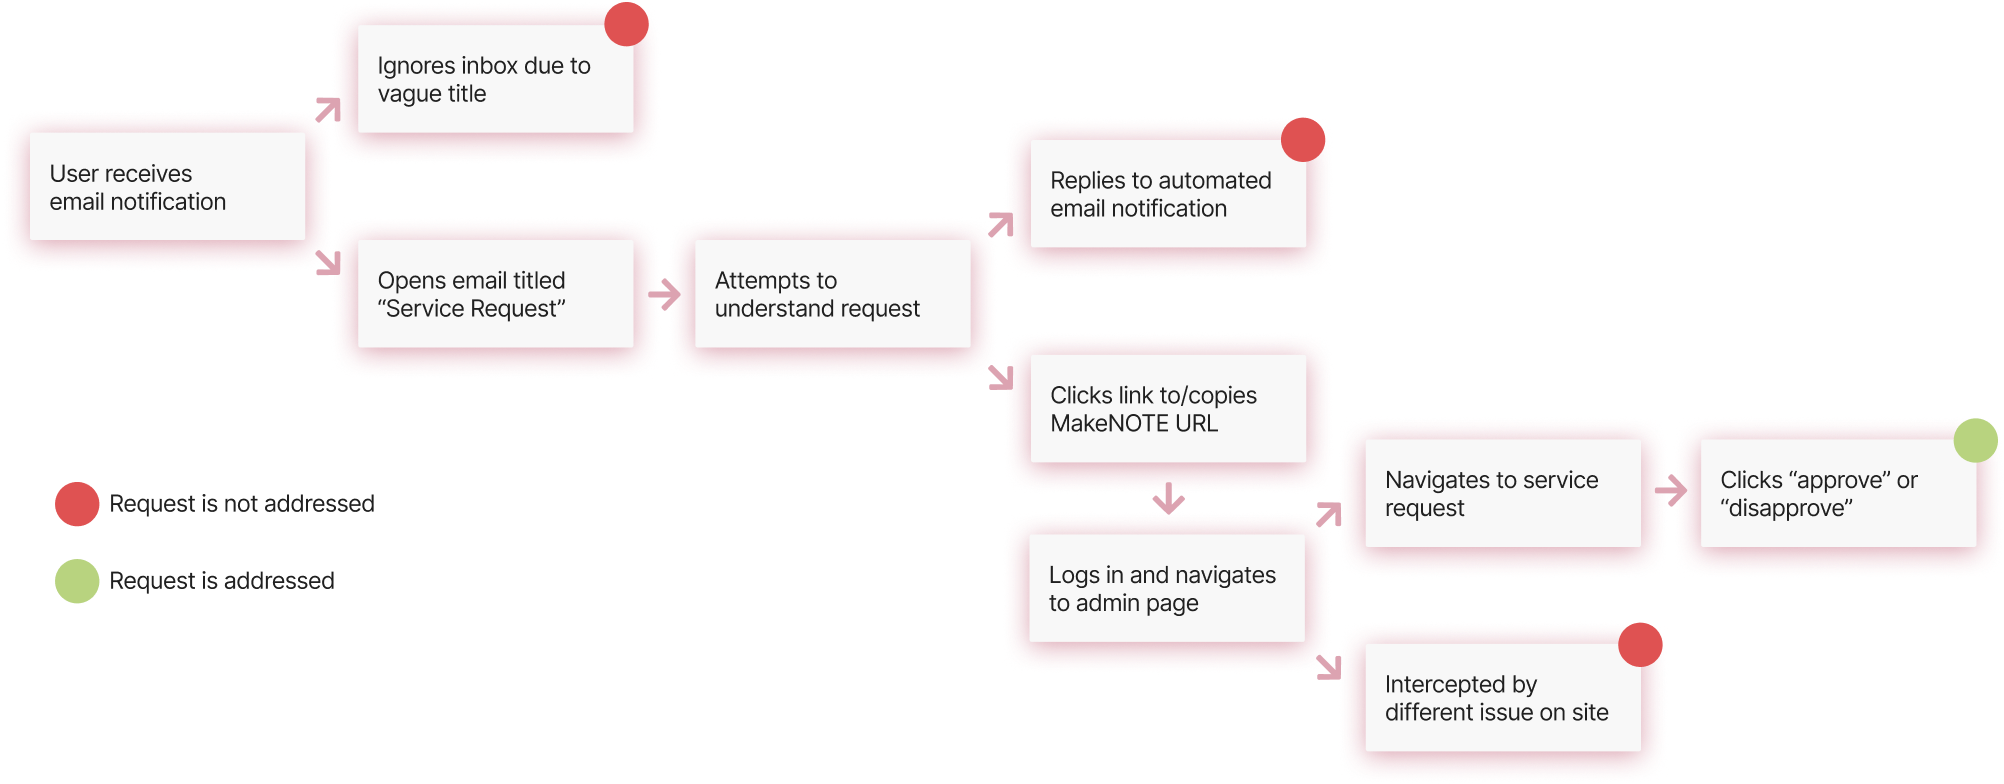 Ignores inbox due to
vague title
User receives
email notification
Opens email titled
“Service Request”
Attempts to
understand request
Replies to automated
email notification
Clicks link to/copies
MakeNOTE URL
Logs in and navigates
to admin page
Navigates to service
request
Clicks “approve” or
“disapprove”
Intercepted by
different issue on site
Request is not addressed
Request is addressed